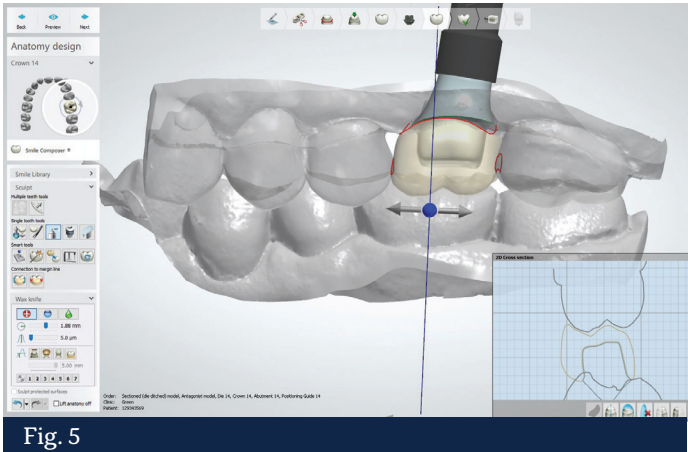 Back Preview Next
Anatomy design
Crown 14
Smile Composer
Smile Library
Sculpt
Multiple teeth tools
Single tooth tools
Smart tools
Connection to margin line
Wax knife
1.88 mm
5.0 µm
5.00 mm
1 2 3 4 5 6 7
Sculpt protected surfaces
Lift anatomy off
Order: Sectioned (die ditched) model, Antagonist model, Die 14, Crown 14, Abutment 14, Positioning Guide 14
Clinic: Green
Patient: 129343569
2D Cross section
Fig. 5